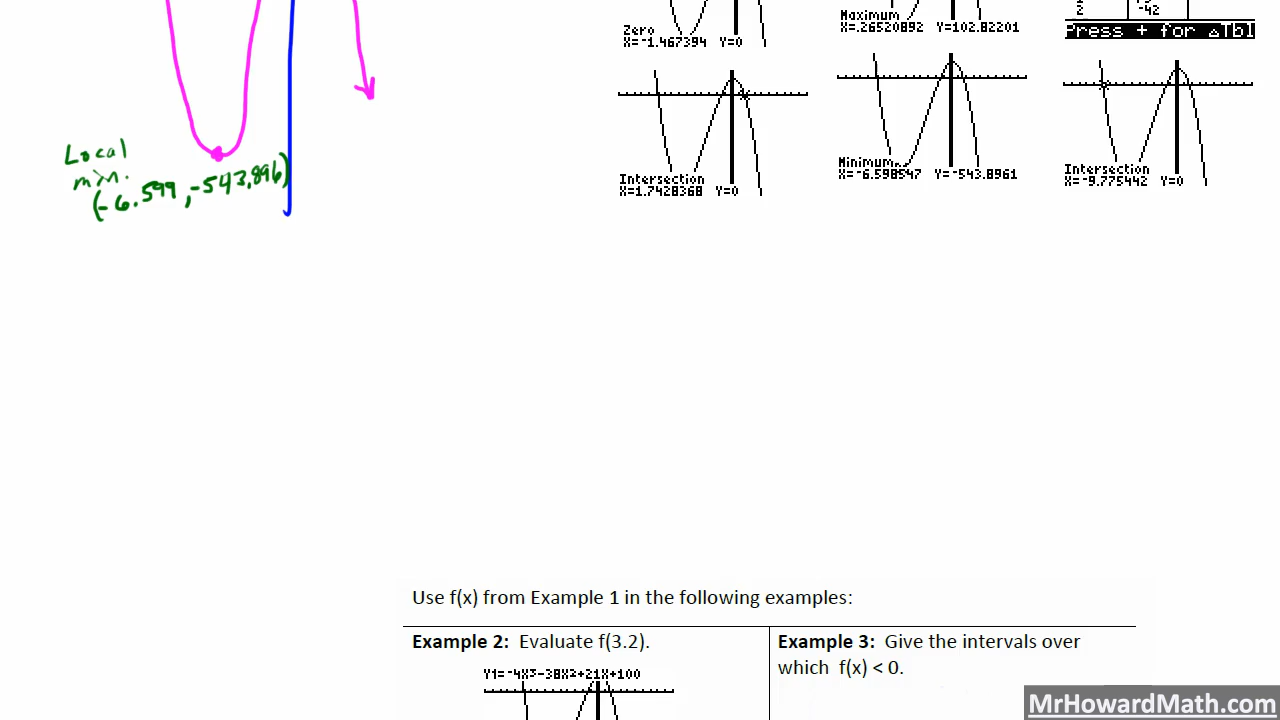 Local
min.
(-6.599, -543.896)
Zero
X=-1.467394 Y=0
Maximum
X=.26520892 Y=102.82201
2
-42
Press + for △Tbl
Intersection
X=1.7428368 Y=0
Minimum
X=-6.598547 Y=-543.8961
Intersection
X=-9.775442 Y=0
Use f(x) from Example 1 in the following examples:
Example 2: Evaluate f(3.2).
Y1=-4X³-38X²+21X+100
Example 3: Give the intervals over
which f(x) < 0.
MrHowardMath.com